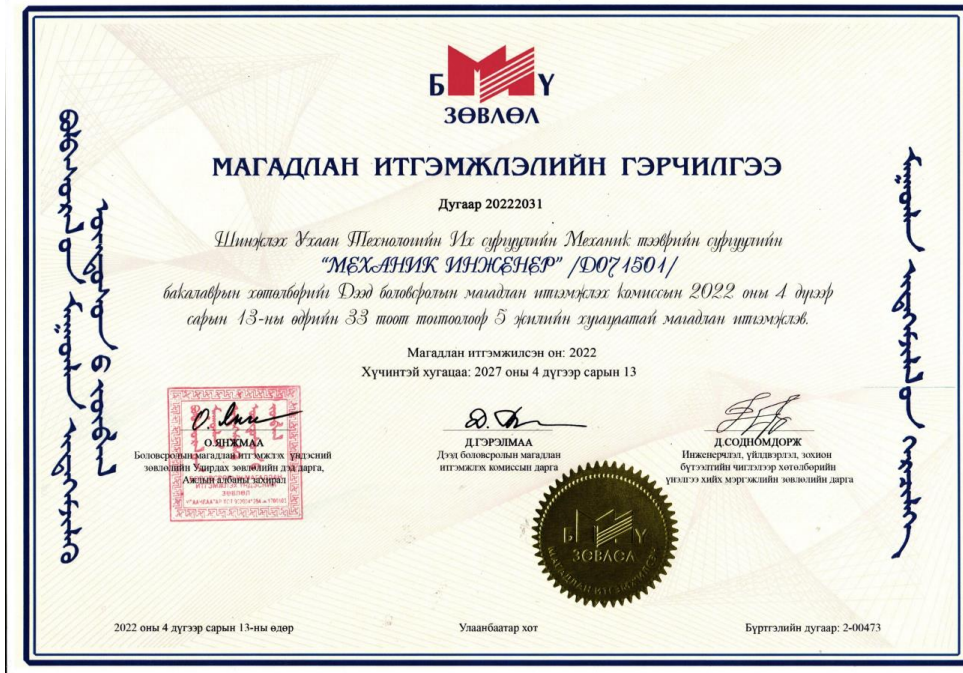 БМҮ
ЗӨВЛӨЛ
МАГАДЛАН ИТГЭМЖЛЭЛИЙН ГЭРЧИЛГЭЭ
Дугаар 20222031
Шинжлэх Ухаан Технологийн Их сургуулийн Механик тээврийн сургуулийн
“МЕХАНИК ИНЖЕНЕР” /D071501/
бакалаврын хөтөлбөрийг Дээд боловсролын магадлан итгэмжлэх комиссын 2022 оны 4 дүгээр
сарын 13-ны өдрийн 33 тоот тогтоолоор 5 жилийн хугацаатай магадлан итгэмжлэв.
Магадлан итгэмжилсэн он: 2022
Хүчинтэй хугацаа: 2027 оны 4 дүгээр сарын 13
О.ЯНЖМАА
Боловсролын магадлан итгэмжлэх үндэсний
зөвлөлийн Удирдах зөвлөлийн дэд дарга,
Ажлын албаны захирал
Д.ГЭРЭЛМАА
Дээд боловсролын магадлан
итгэмжлэх комиссын дарга
Д.СОДНОМДОРЖ
Инженерчлэл, үйлдвэрлэл, зохион
бүтээлтийн чиглэлээр хөтөлбөрийн
үнэлгээ хийх мэргэжлийн зөвлөлийн дарга
БМҮ
ЗӨВЛӨЛ
2022 оны 4 дүгээр сарын 13-ны өдөр
Улаанбаатар хот
Бүртгэлийн дугаар: 2-00473